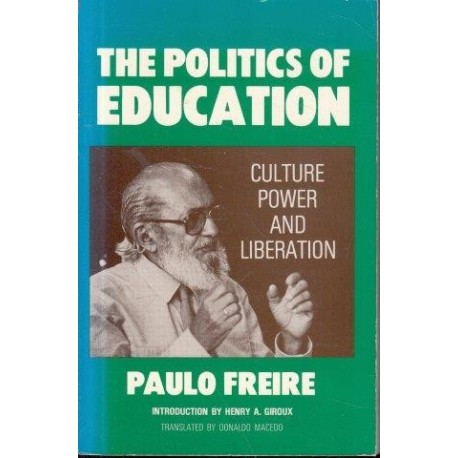 THE POLITICS OF
EDUCATION
CULTURE
POWER
AND
LIBERATION
PAULO FREIRE
INTRODUCTION BY HENRY A. GIROUX
TRANSLATED BY DONALDO MACEDO